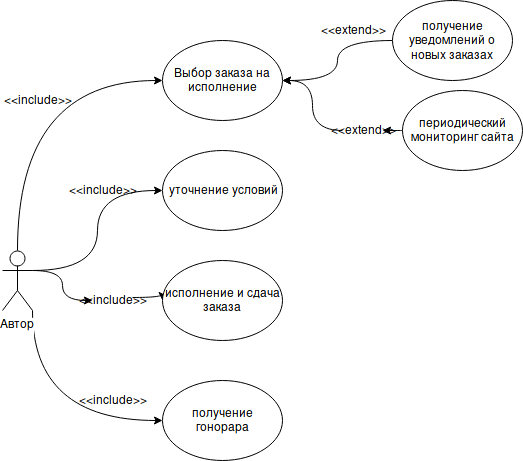 <<extend>>
получение
уведомлений о
новых заказах
Выбор заказа на
исполнение
<<include>>
<<extend>>
периодический
мониторинг сайта
<<include>>
уточнение условий
<<include>>
исполнение и сдача
заказа
Автор
<<include>>
получение
гонорара